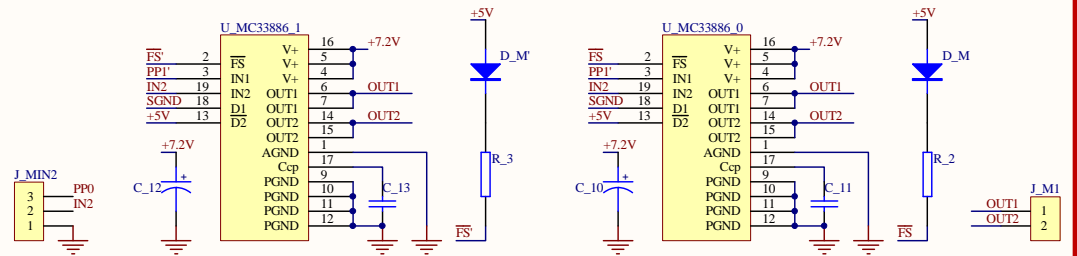 +5V
+5V
U_MC33886_1
U_MC33886_0
16 V+ +7.2V
FS' 2 FS V+ 5
PP1' 3 IN1 V+ 4
IN2 19 IN2 OUT1 6 OUT1
SGND 18 D1 OUT1 7
+5V 13 D2 OUT2 14 OUT2
OUT2 15
AGND 1
Ccp 17
PGND 9
PGND 10
PGND 11
PGND 12
+7.2V
C_12
C_13
D_M'
R_3
FS'
J_MIN2
3 PP0
2 IN2
1
16 V+ +7.2V
FS 2 FS V+ 5
PP1' 3 IN1 V+ 4
IN2 19 IN2 OUT1 6 OUT1
SGND 18 D1 OUT1 7
+5V 13 D2 OUT2 14 OUT2
OUT2 15
AGND 1
Ccp 17
PGND 9
PGND 10
PGND 11
PGND 12
+7.2V
C_10
C_11
D_M
R_2
FS
J_M1
OUT1 1
OUT2 2